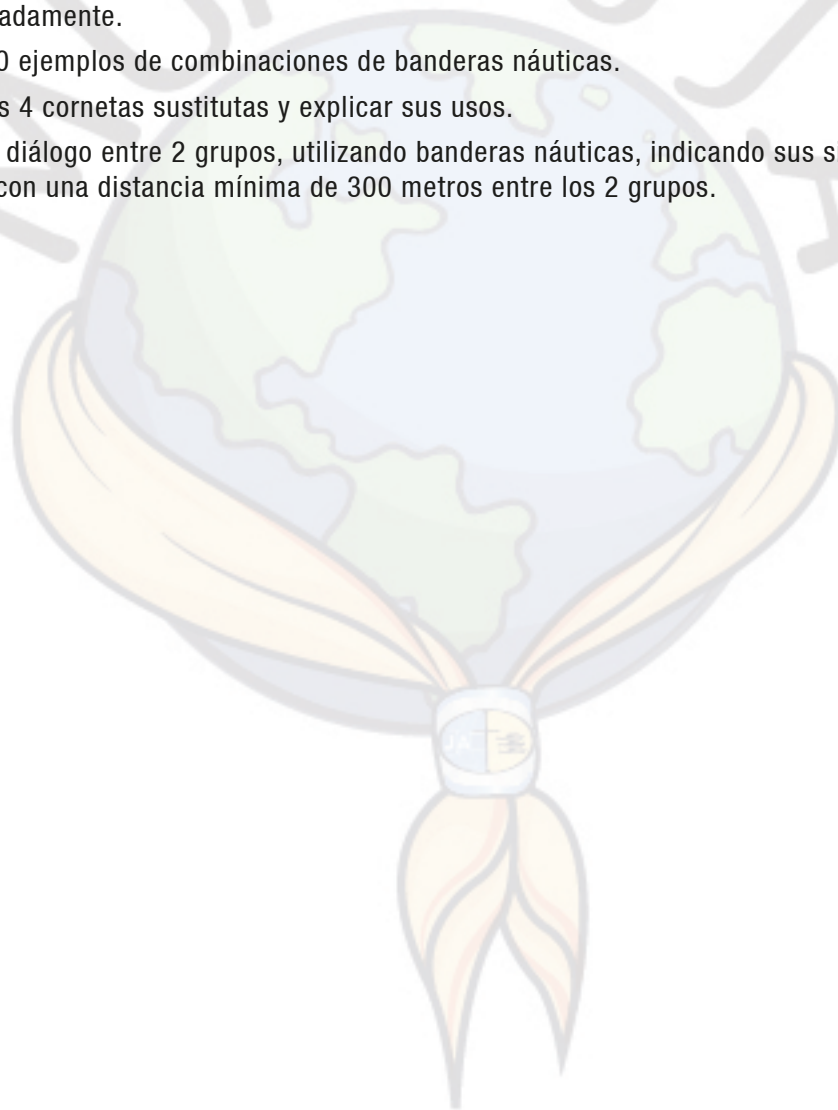 adamente.
0 ejemplos de combinaciones de banderas náuticas.
s 4 cornetas sustitutas y explicar sus usos.
diálogo entre 2 grupos, utilizando banderas náuticas, indicando sus s
con una distancia mínima de 300 metros entre los 2 grupos.
JA